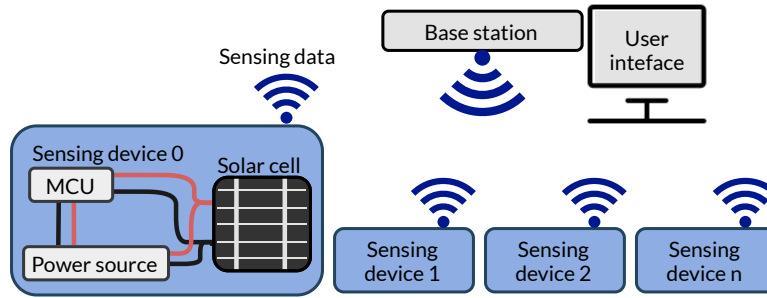 Base station
User
inteface
Sensing data
Sensing device 0
Solar cell
MCU
Power source
Sensing
device 1
Sensing
device 2
Sensing
device n